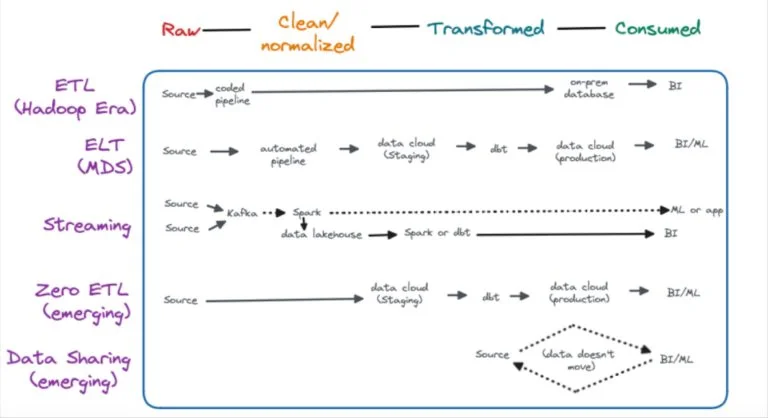 Raw
Clean/
normalized
Transformed
Consumed
ETL
(Hadoop Era)
Source
coded
pipeline
on-prem
database
BI
ELT
(MDS)
Source
automated
pipeline
data cloud
(Staging)
dbt
data cloud
(production)
BI/ML
Streaming
Source
Source
Kafka
Spark
ML or app
data lakehouse
Spark or dbt
BI
Zero ETL
(emerging)
Source
data cloud
(Staging)
dbt
data cloud
(production)
BI/ML
Data Sharing
(emerging)
Source
(data doesn't
move)
BI/ML